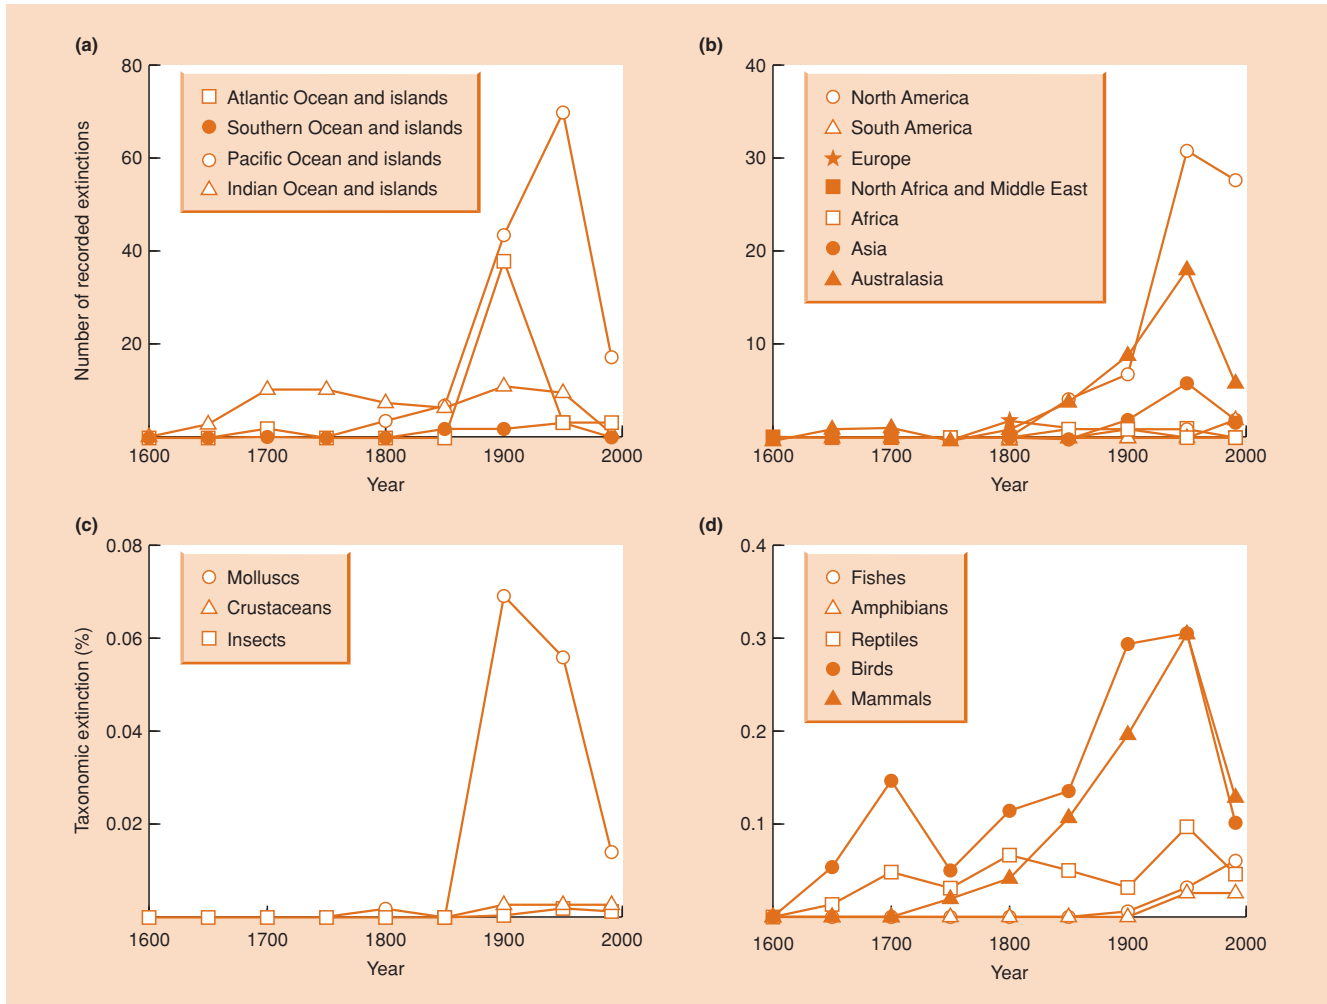 (a)
80
60
40
20
Number of recorded extinctions
Atlantic Ocean and islands
Southern Ocean and islands
Pacific Ocean and islands
Indian Ocean and islands
1600 1700 1800 1900 2000
Year
(b)
40
30
20
10
North America
South America
Europe
North Africa and Middle East
Africa
Asia
Australasia
1600 1700 1800 1900 2000
Year
(c)
0.08
0.06
0.04
0.02
Taxonomic extinction (%)
Molluscs
Crustaceans
Insects
1600 1700 1800 1900 2000
Year
(d)
0.4
0.3
0.2
0.1
Fishes
Amphibians
Reptiles
Birds
Mammals
1600 1700 1800 1900 2000
Year